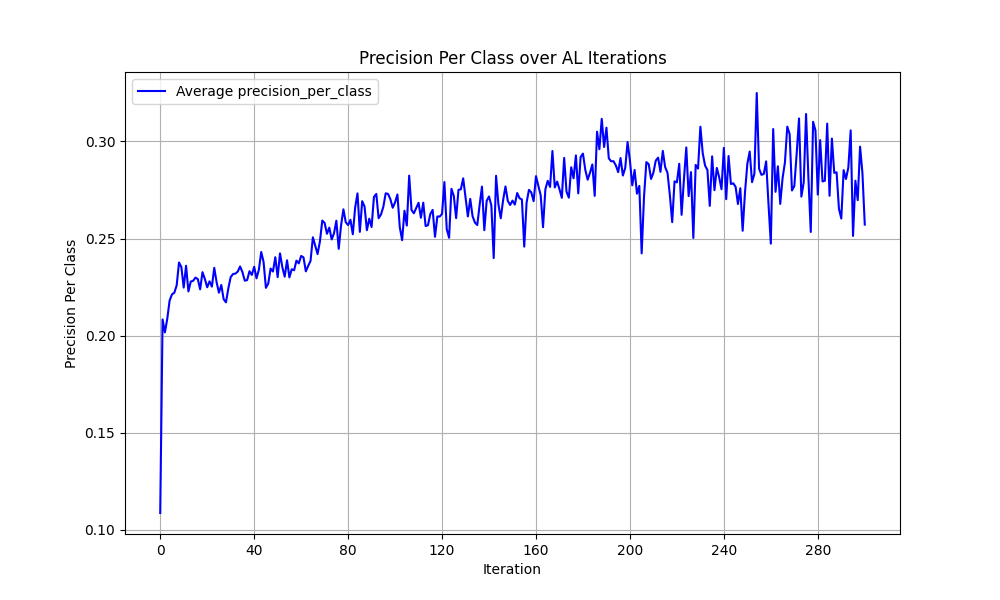 Precision Per Class over AL Iterations
Average precision_per_class
Precision Per Class
0.30
0.25
0.20
0.15
0.10
0 40 80 120 160 200 240 280
Iteration